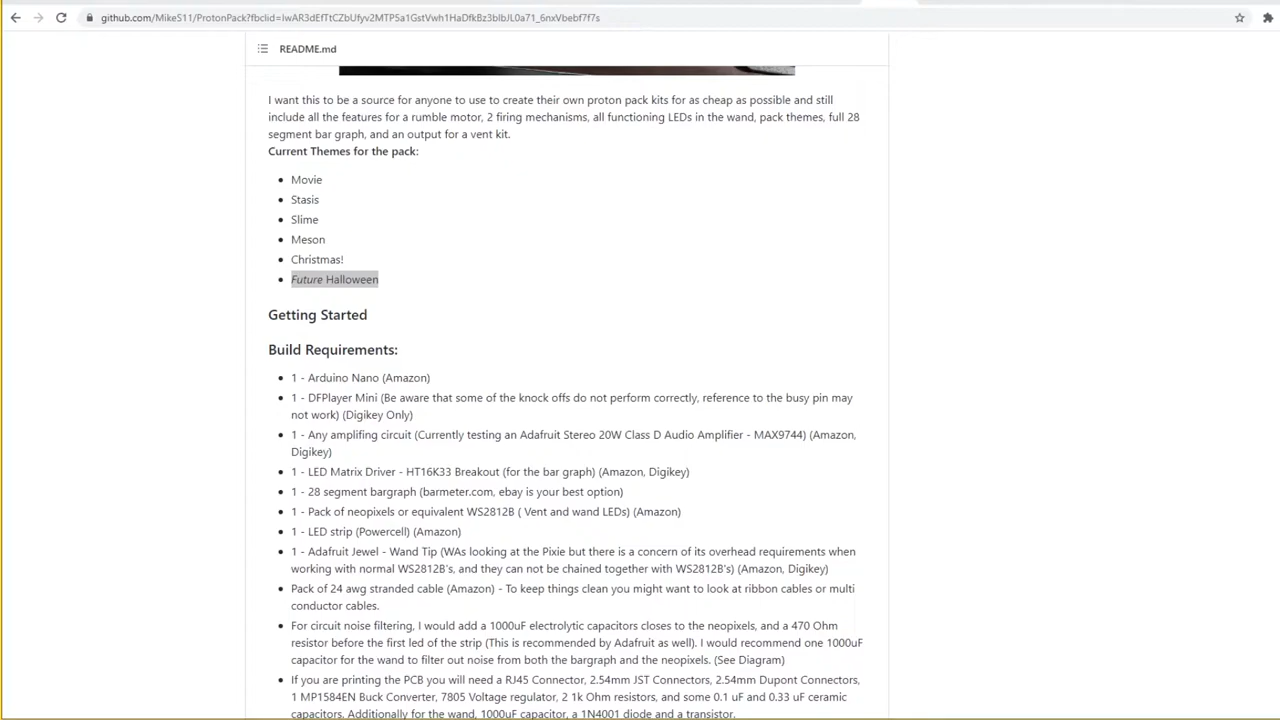 github.com/MikeS11/ProtonPack?fbclid=IwAR3dEfTtCZbUfyv2MTP5a1GstVwh1HaDfkBz3blbJL0a71_6nxVbebf7f7s
README.md
I want this to be a source for anyone to use to create their own proton pack kits for as cheap as possible and still
include all the features for a rumble motor, 2 firing mechanisms, all functioning LEDs in the wand, pack themes, full 28
segment bar graph, and an output for a vent kit.
Current Themes for the pack:
Movie
Stasis
Slime
Meson
Christmas!
Future Halloween
Getting Started
Build Requirements:
1 - Arduino Nano (Amazon)
1 - DFPlayer Mini (Be aware that some of the knock offs do not perform correctly, reference to the busy pin may
not work) (Digikey Only)
1 - Any amplifing circuit (Currently testing an Adafruit Stereo 20W Class D Audio Amplifier - MAX9744) (Amazon,
Digikey)
1 - LED Matrix Driver - HT16K33 Breakout (for the bar graph) (Amazon, Digikey)
1 - 28 segment bargraph (barmeter.com, ebay is your best option)
1 - Pack of neopixels or equivalent WS2812B ( Vent and wand LEDs) (Amazon)
1 - LED strip (Powercell) (Amazon)
1 - Adafruit Jewel - Wand Tip (WAs looking at the Pixie but there is a concern of its overhead requirements when
working with normal WS2812B's, and they can not be chained together with WS2812B's) (Amazon, Digikey)
Pack of 24 awg stranded cable (Amazon) - To keep things clean you might want to look at ribbon cables or multi
conductor cables.
For circuit noise filtering, I would add a 1000uF electrolytic capacitors closes to the neopixels, and a 470 Ohm
resistor before the first led of the strip (This is recommended by Adafruit as well). I would recommend one 1000uF
capacitor for the wand to filter out noise from both the bargraph and the neopixels. (See Diagram)
If you are printing the PCB you will need a RJ45 Connector, 2.54mm JST Connectors, 2.54mm Dupont Connectors,
1 MP1584EN Buck Converter, 7805 Voltage regulator, 2 1k Ohm resistors, and some 0.1 uF and 0.33 uF ceramic
capacitors. Additionally for the wand, 1000uF capacitor, a 1N4001 diode and a transistor.